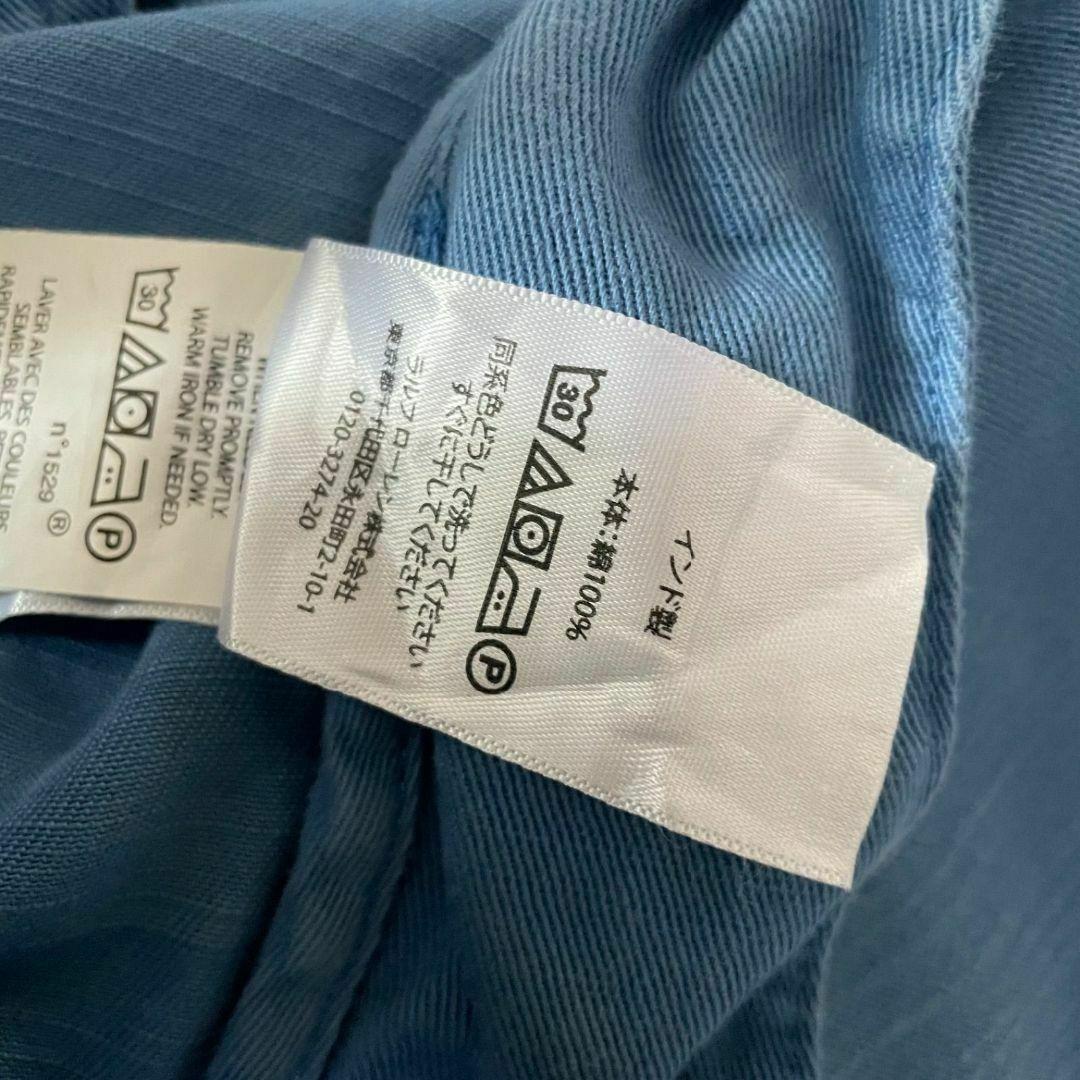 インド製
本体:綿100%
30
P
同系色どうしで洗ってください
すぐに干してください
ラルフローレン株式会社
東京都千代田区永田町2-10-1
0120-3274-20
REMOVE PROMPTLY.
TUMBLE DRY LOW.
WARM IRON IF NEEDED.
30
P
LAVER AVEC DES COULEURS
SEMBLABLES.
n°1529 ®